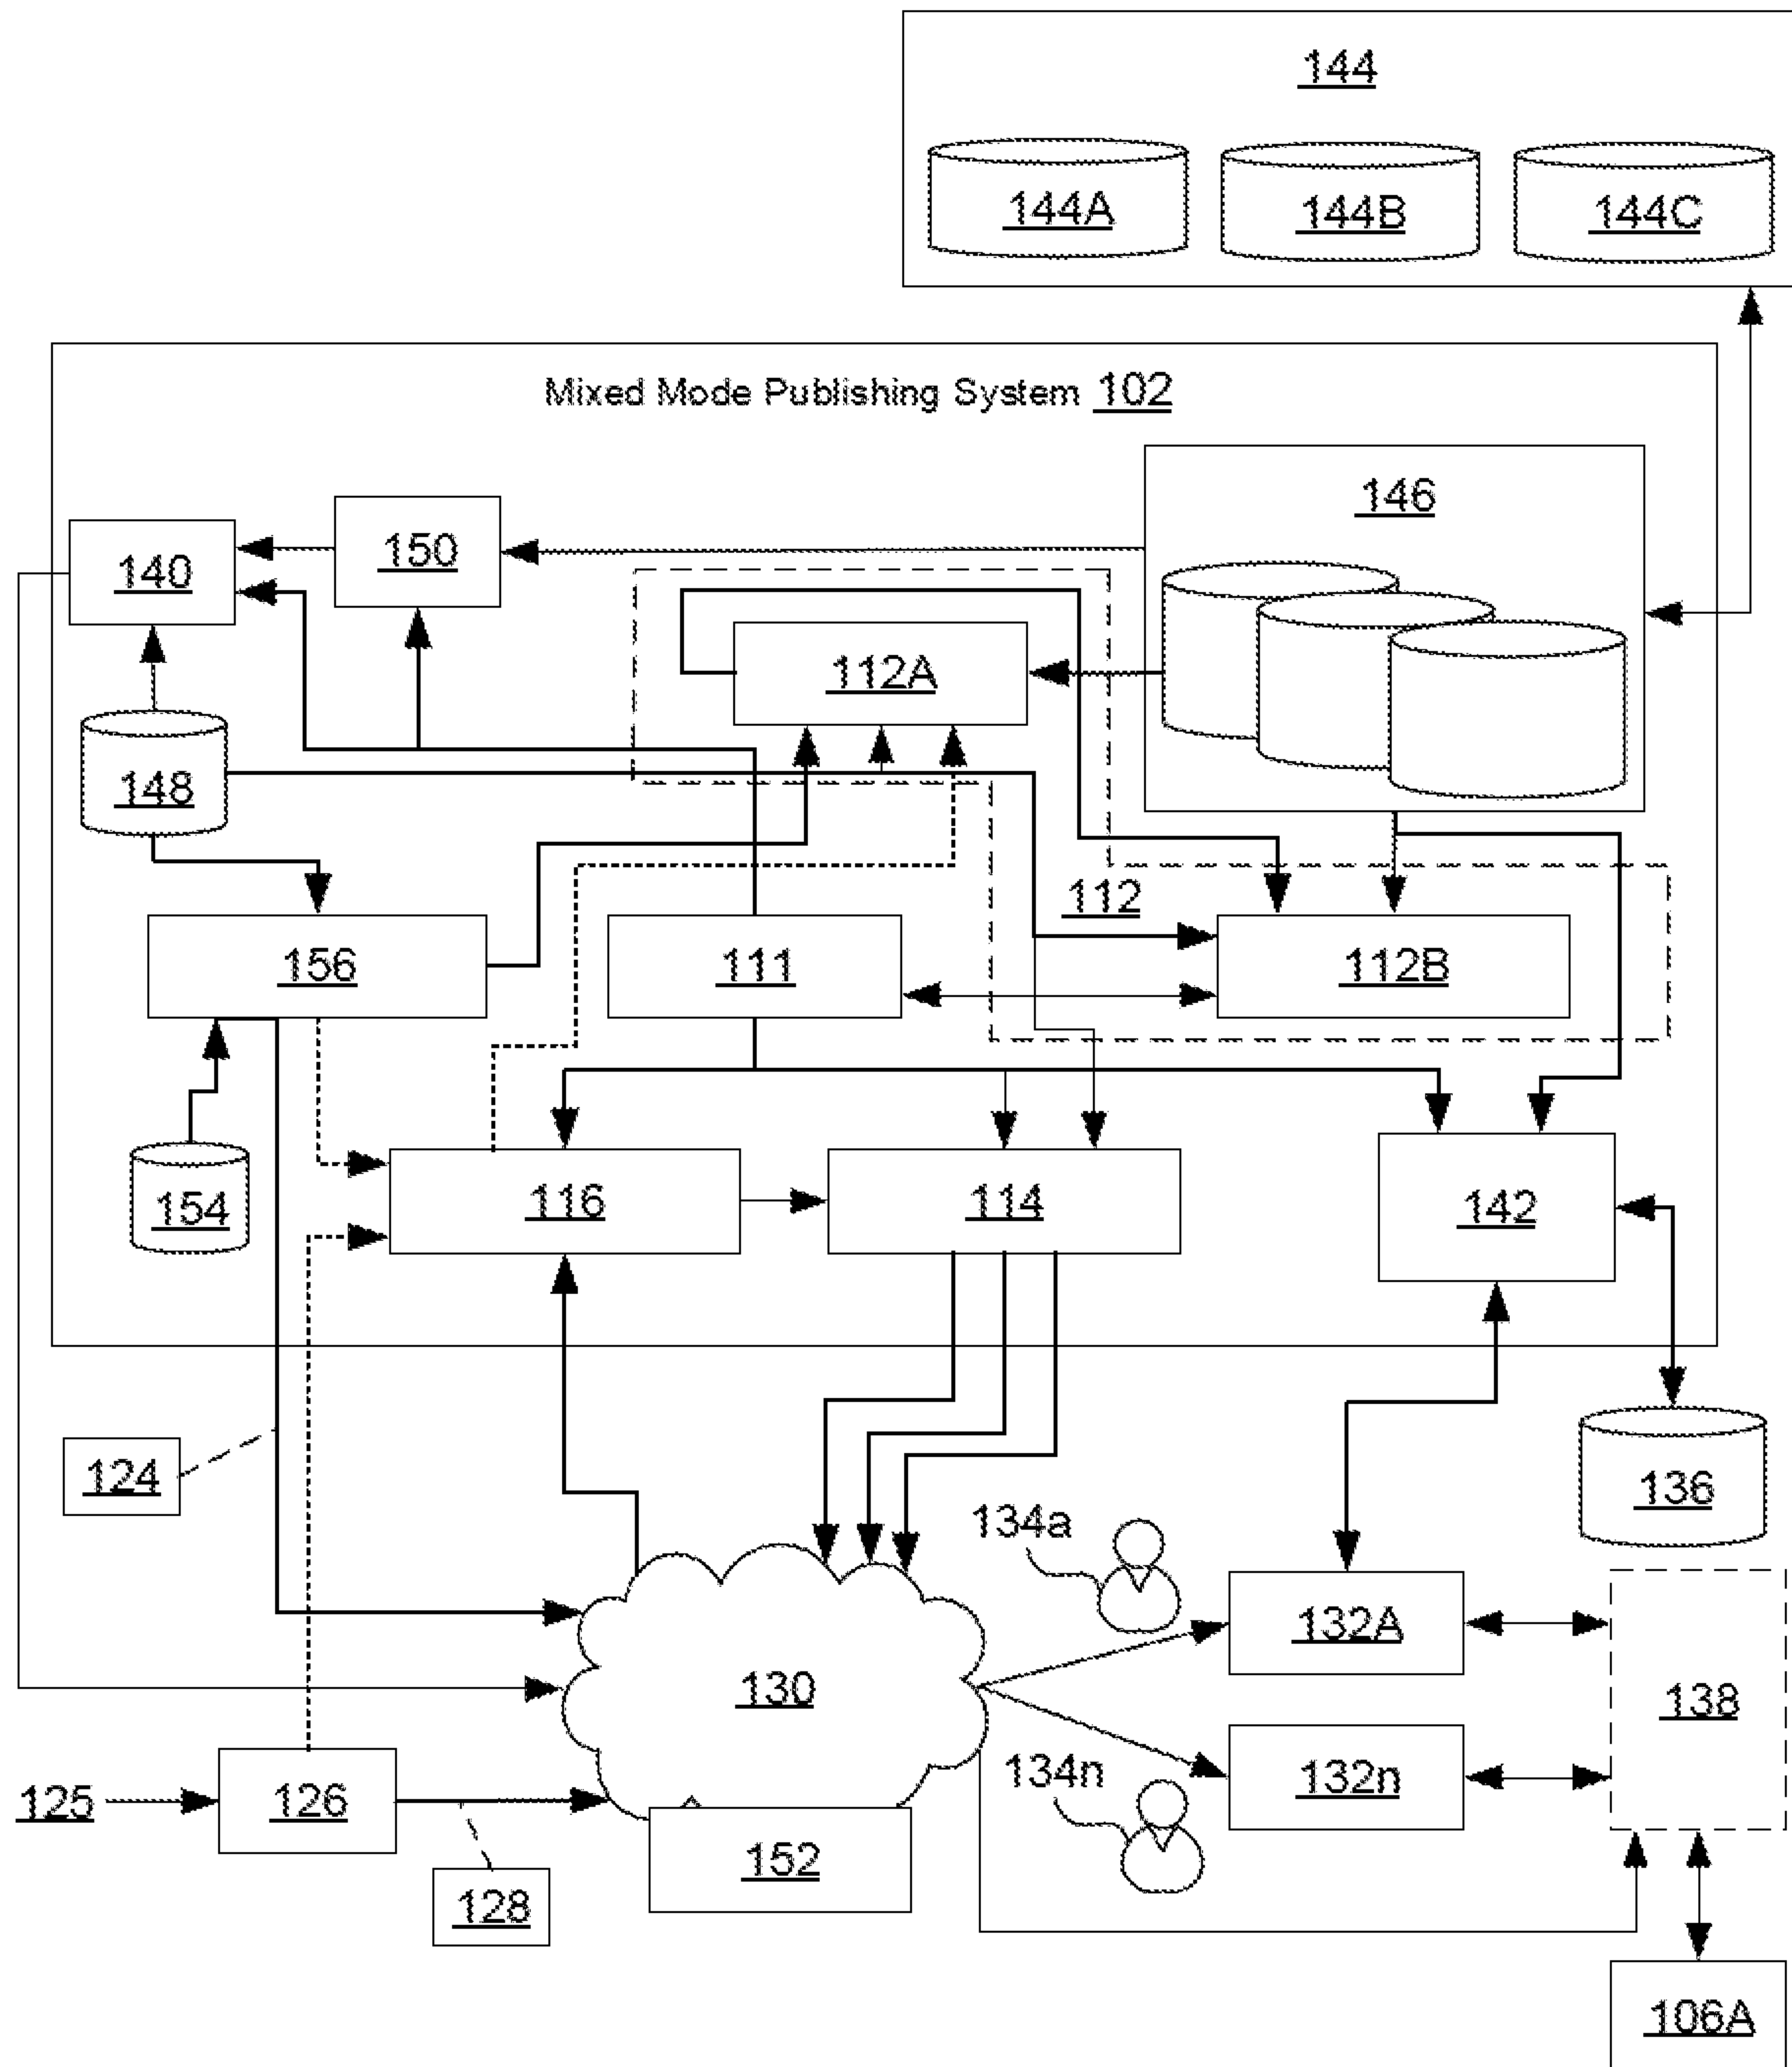 144
144A 144B 144C
Mixed Mode Publishing System 102
146
150
140
112A
148
112
156 111 112B
154 116 114 142
124
136
134a
132A
130
138
134n
125 126 132n
152
128
106A